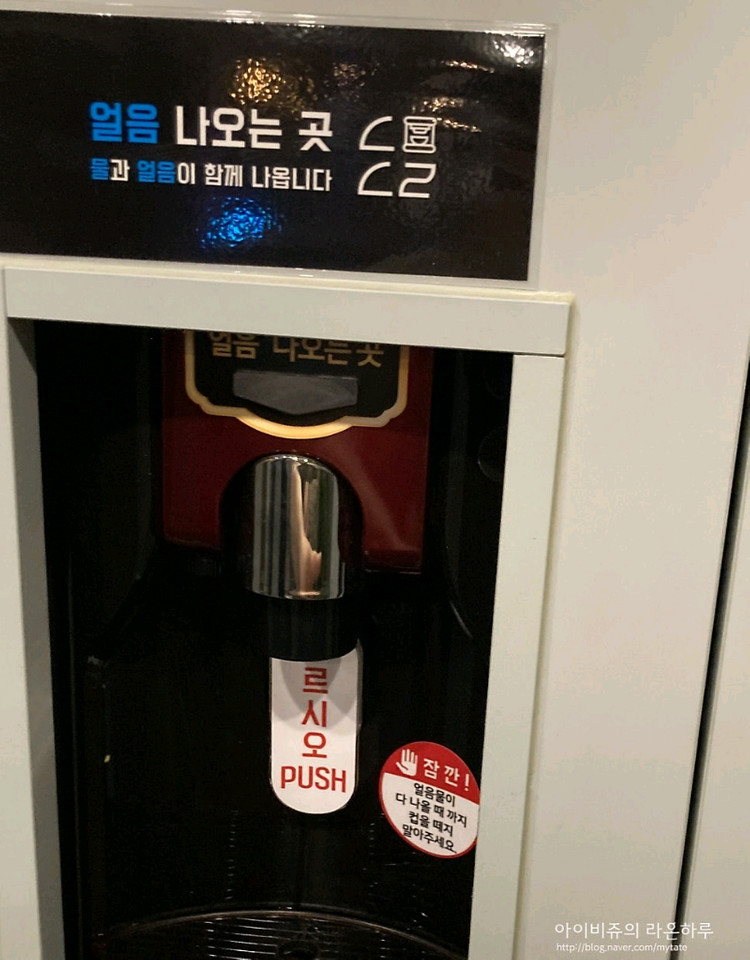 얼음 나오는 곳
물과 얼음이 함께 나옵니다
얼음 나오는 곳
르
시
오
PUSH
잠깐!
얼음물이
다 나올 때 까지
컵을 떼지
말아주세요.
아이비쥬의 라온하루
http://blog.naver.com/mytate